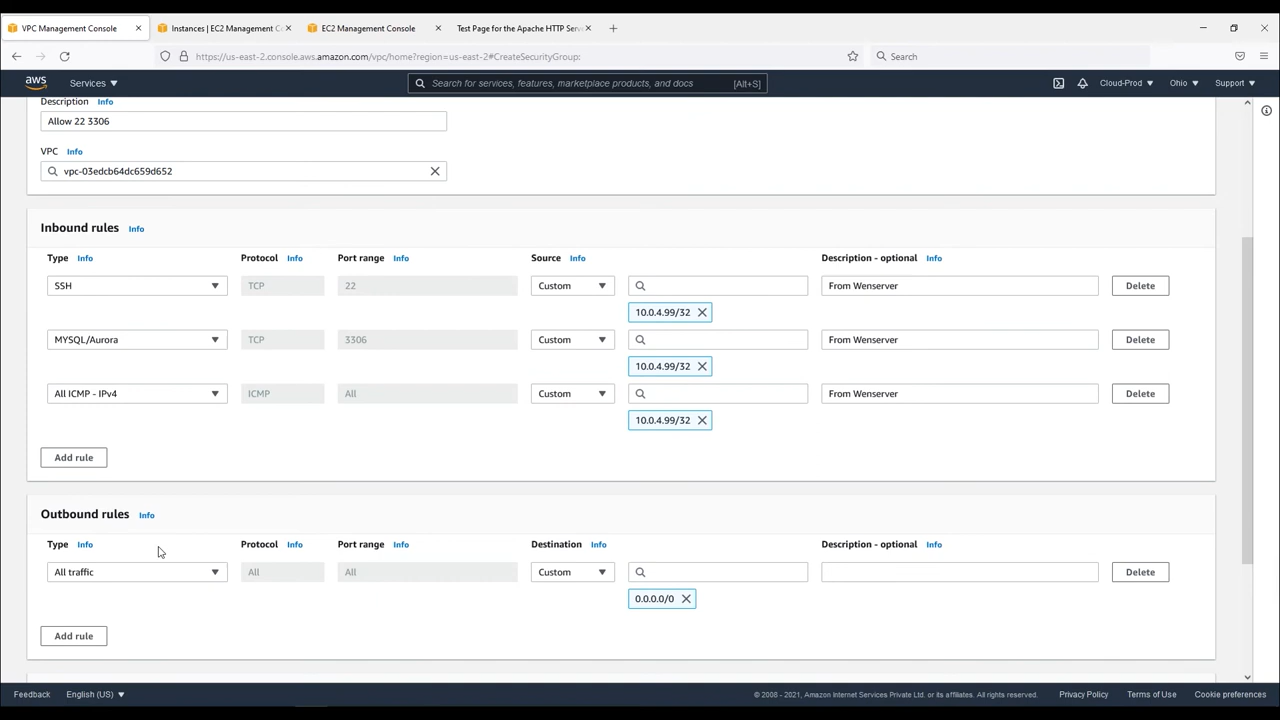 VPC Management Console
Instances | EC2 Management C
EC2 Management Console
Test Page for the Apache HTTP Serv
https://us-east-2.console.aws.amazon.com/vpc/home?region=us-east-2#CreateSecurityGroup:
Search
aws
Services
Search for services, features, marketplace products, and docs
[Alt+S]
Cloud-Prod
Ohio
Support
Description Info
Allow 22 3306
VPC Info
vpc-03edcb64dc659d652
Inbound rules Info
Type Info Protocol Info Port range Info Source Info Description - optional Info
SSH TCP 22 Custom From Wenserver Delete
10.0.4.99/32
MYSQL/Aurora TCP 3306 Custom From Wenserver Delete
10.0.4.99/32
All ICMP - IPv4 ICMP All Custom From Wenserver Delete
10.0.4.99/32
Add rule
Outbound rules Info
Type Info Protocol Info Port range Info Destination Info Description - optional Info
All traffic All All Custom Delete
0.0.0.0/0
Add rule
Feedback English (US) © 2008 - 2021, Amazon Internet Services Private Ltd. or its affiliates. All rights reserved. Privacy Policy Terms of Use Cookie preferences